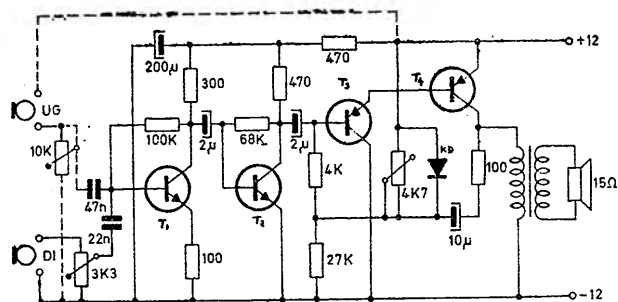 +12
200µ
470
300
470
T3
T4
UG
100K
2µ
68K
2µ
10K
4K
KD
4K7
100
15Ω
47n
22n
T1
T2
10µ
DI
3K3
100
27K
-12